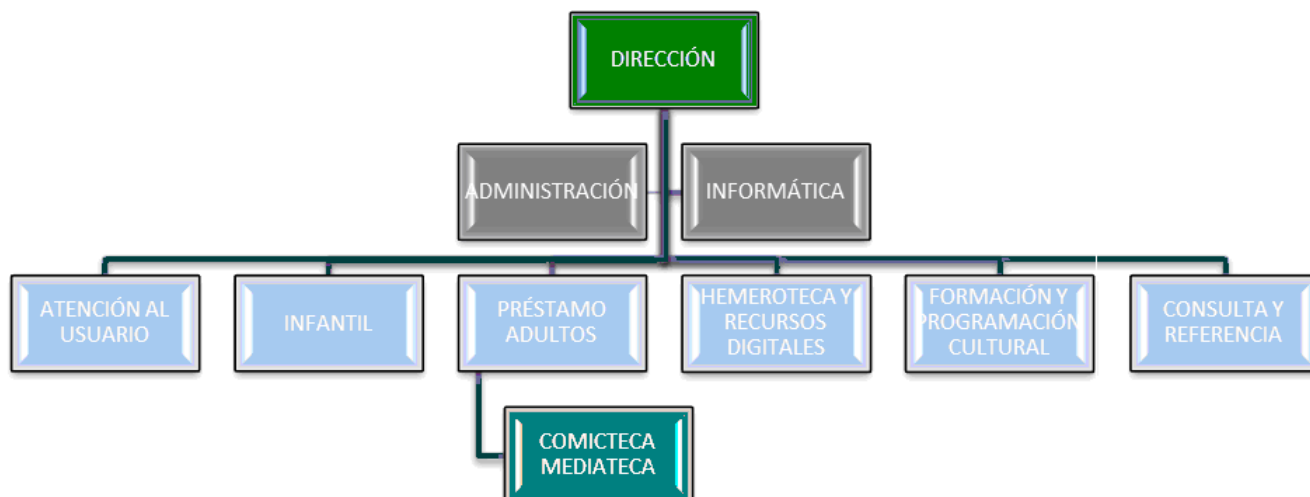 DIRECCIÓN
ADMINISTRACIÓN
INFORMÁTICA
ATENCIÓN AL
USUARIO
INFANTIL
PRÉSTAMO
ADULTOS
HEMEROTECA Y
RECURSOS
DIGITALES
FORMACIÓN Y
PROGRAMACIÓN
CULTURAL
CONSULTA Y
REFERENCIA
COMICTECA
MEDIATECA